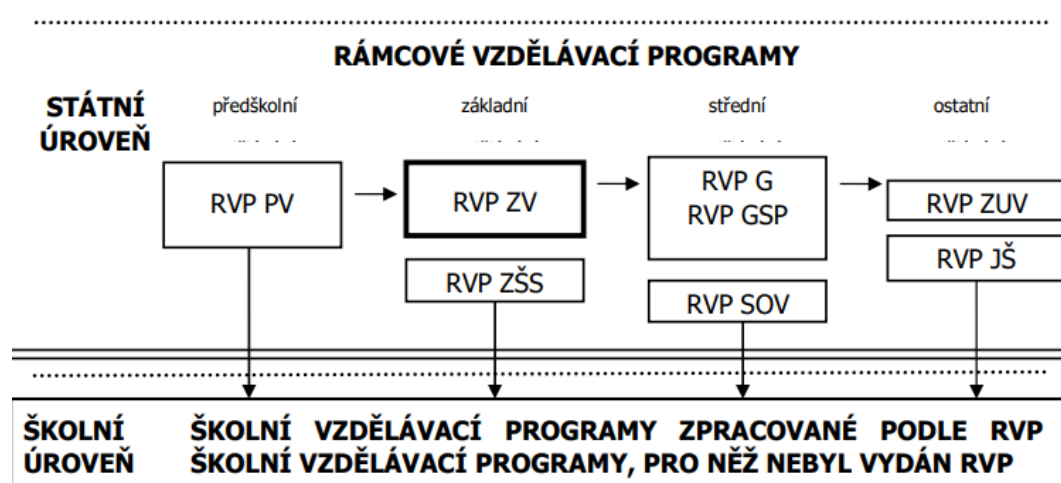 RÁMCOVÉ VZDĚLÁVACÍ PROGRAMY
STÁTNÍ
ÚROVEŇ
předškolní
základní
střední
ostatní
RVP PV
RVP ZV
RVP ZŠS
RVP G
RVP GSP
RVP SOV
RVP ZUV
RVP JŠ
ŠKOLNÍ
ÚROVEŇ
ŠKOLNÍ VZDĚLÁVACÍ PROGRAMY ZPRACOVANÉ PODLE RVP
ŠKOLNÍ VZDĚLÁVACÍ PROGRAMY, PRO NĚŽ NEBYL VYDÁN RVP